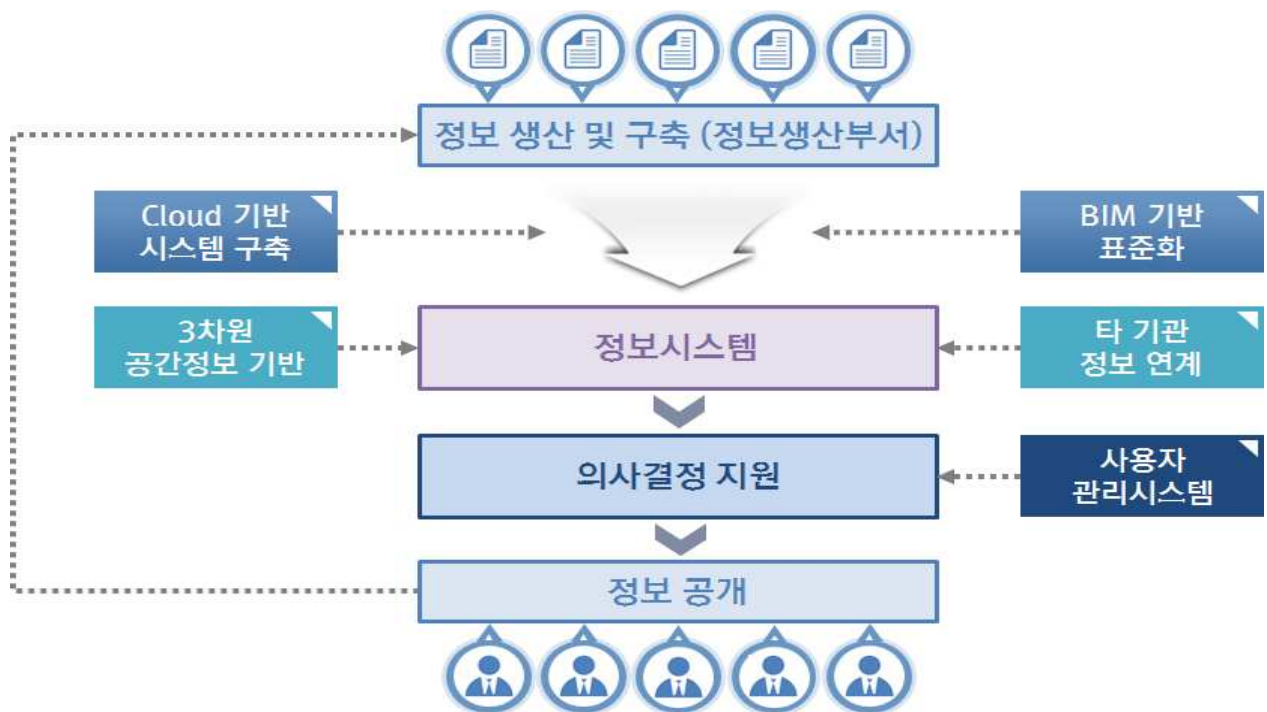 정보 생산 및 구축 (정보생산부서)
Cloud 기반
시스템 구축
BIM 기반
표준화
3차원
공간정보 기반
정보시스템
타 기관
정보 연계
의사결정 지원
사용자
관리시스템
정보 공개